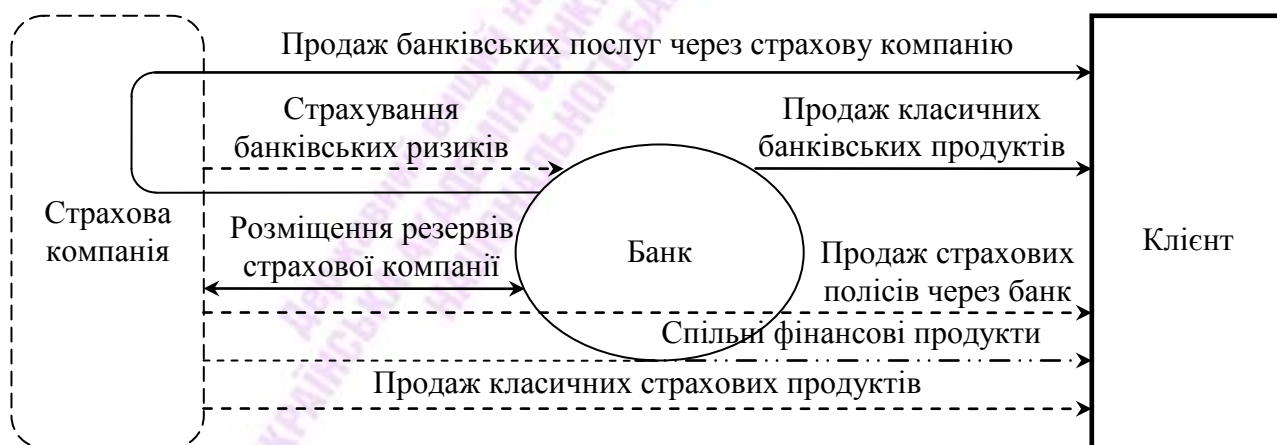 Продаж банківських послуг через страхову компанію
Страхування
банківських ризиків
Продаж класичних
банківських продуктів
Страхова
компанія
Розміщення резервів
страхової компанії
Банк
Продаж страхових
полісів через банк
Клієнт
Спільні фінансові продукти
Продаж класичних страхових продуктів